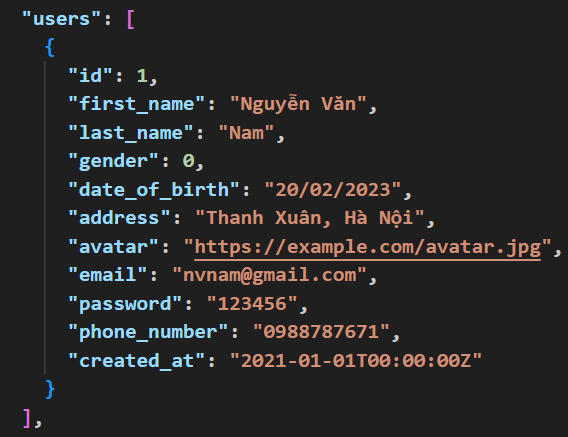 "users": [
{
"id": 1,
"first_name": "Nguyễn Văn",
"last_name": "Nam",
"gender": 0,
"date_of_birth": "20/02/2023",
"address": "Thanh Xuân, Hà Nội",
"avatar": "https://example.com/avatar.jpg",
"email": "nvnam@gmail.com",
"password": "123456",
"phone_number": "0988787671",
"created_at": "2021-01-01T00:00:00Z"
}
],